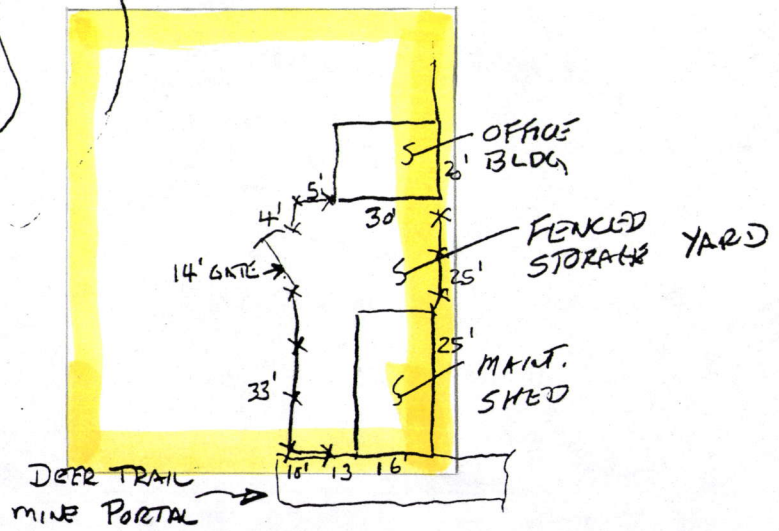 OFFICE
BLDG
20'
5'
4'
30'
FENCED
STORAGE YARD
14' GATE
25'
25'
MAINT.
SHED
33'
10' 13 16'
DEER TRAIL
MINE PORTAL